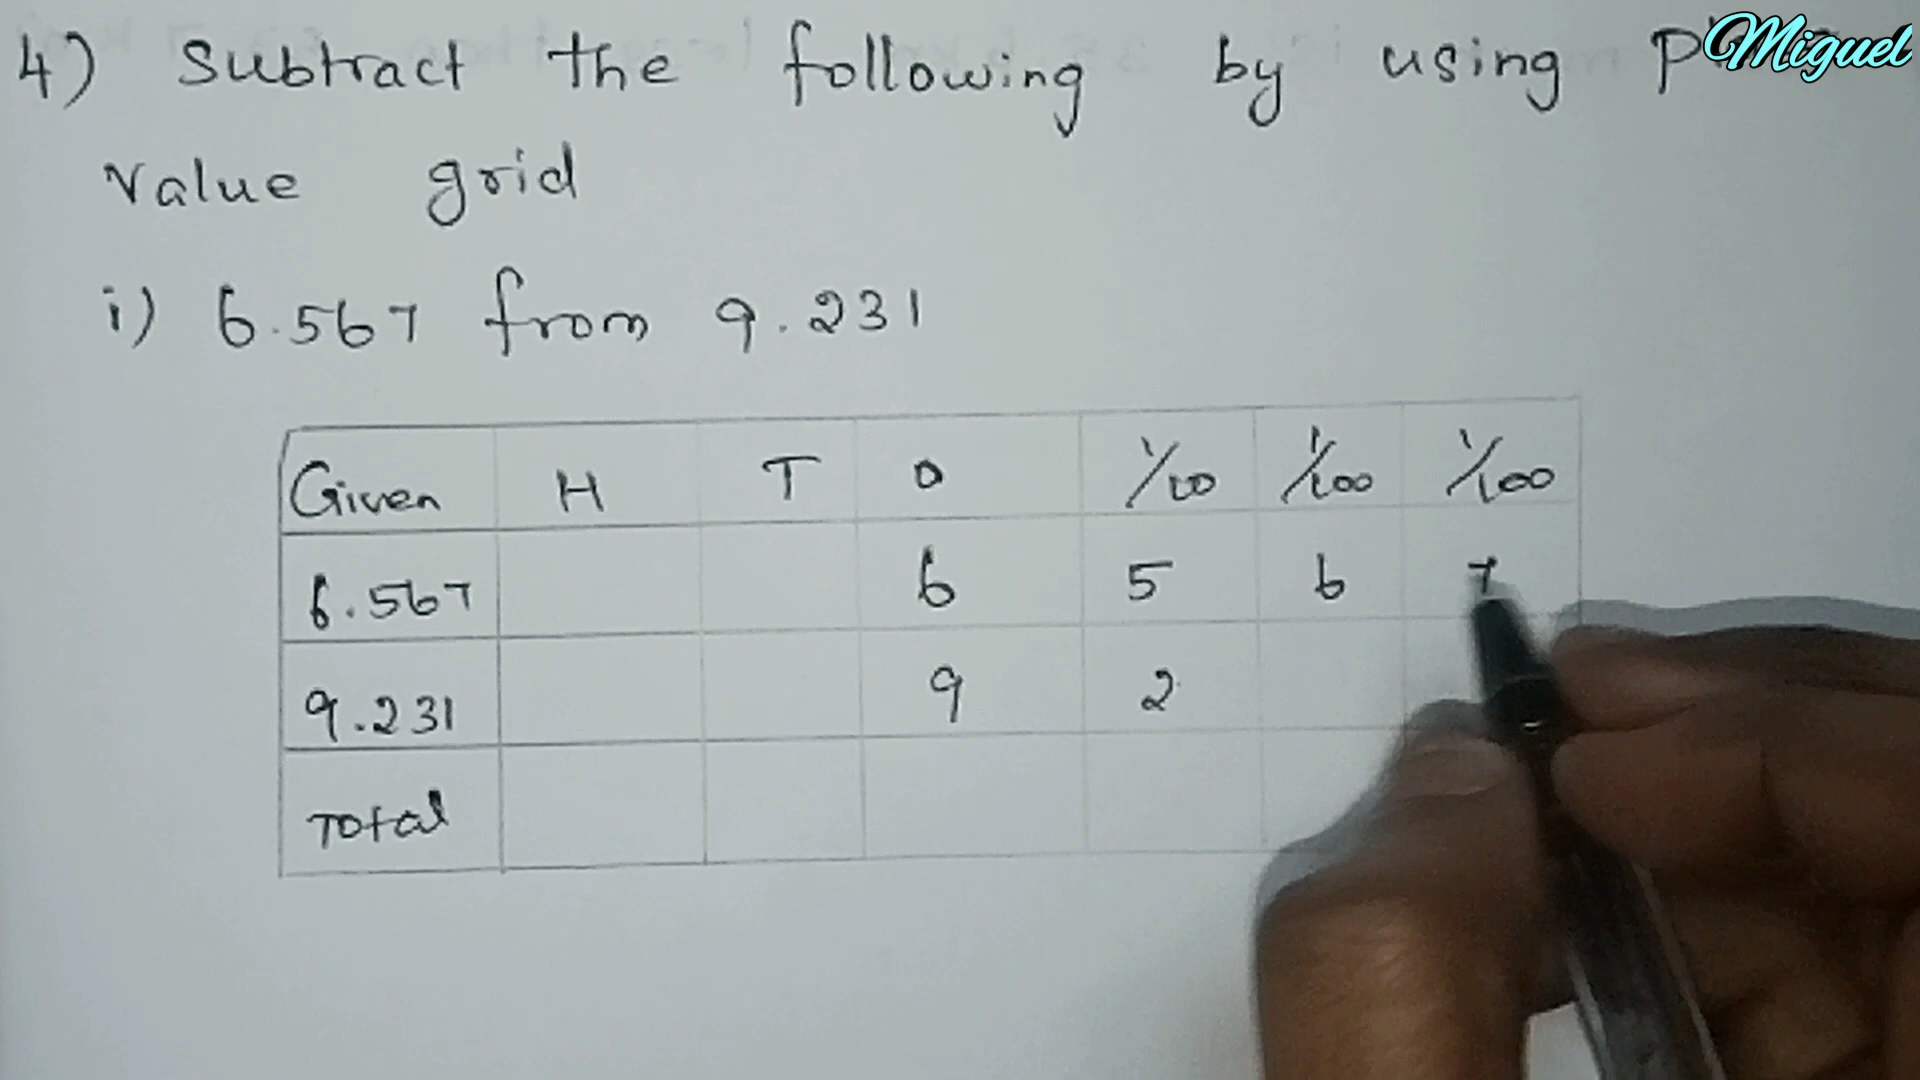 4) Subtract the following by using
Value grid
i) 6.567 from 9.231
Given H T O 1/10 1/100 1/100
6.567 6 5 6 7
9.231 9 2
Total
Miguel